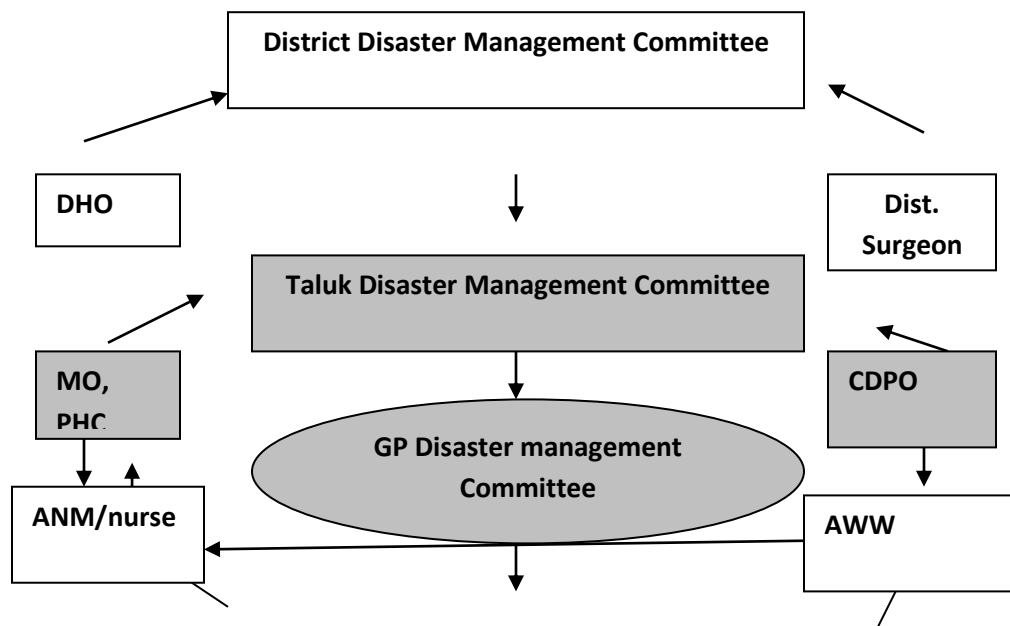 District Disaster Management Committee
DHO
Dist.
Surgeon
Taluk Disaster Management Committee
MO,
PHC
CDPO
GP Disaster management
Committee
ANM/nurse
AWW